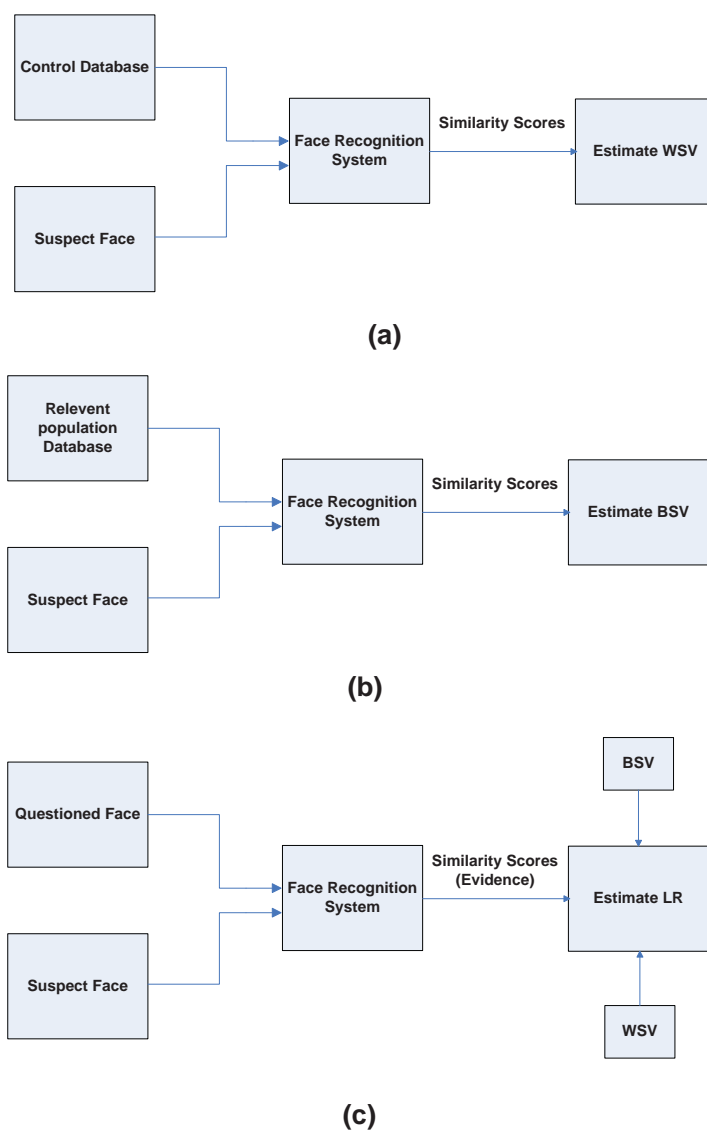 Control Database
Face Recognition
System
Similarity Scores
Estimate WSV
Suspect Face
(a)
Relevent
population
Database
Face Recognition
System
Similarity Scores
Estimate BSV
Suspect Face
(b)
BSV
Questioned Face
Face Recognition
System
Similarity Scores
(Evidence)
Estimate LR
Suspect Face
WSV
(c)